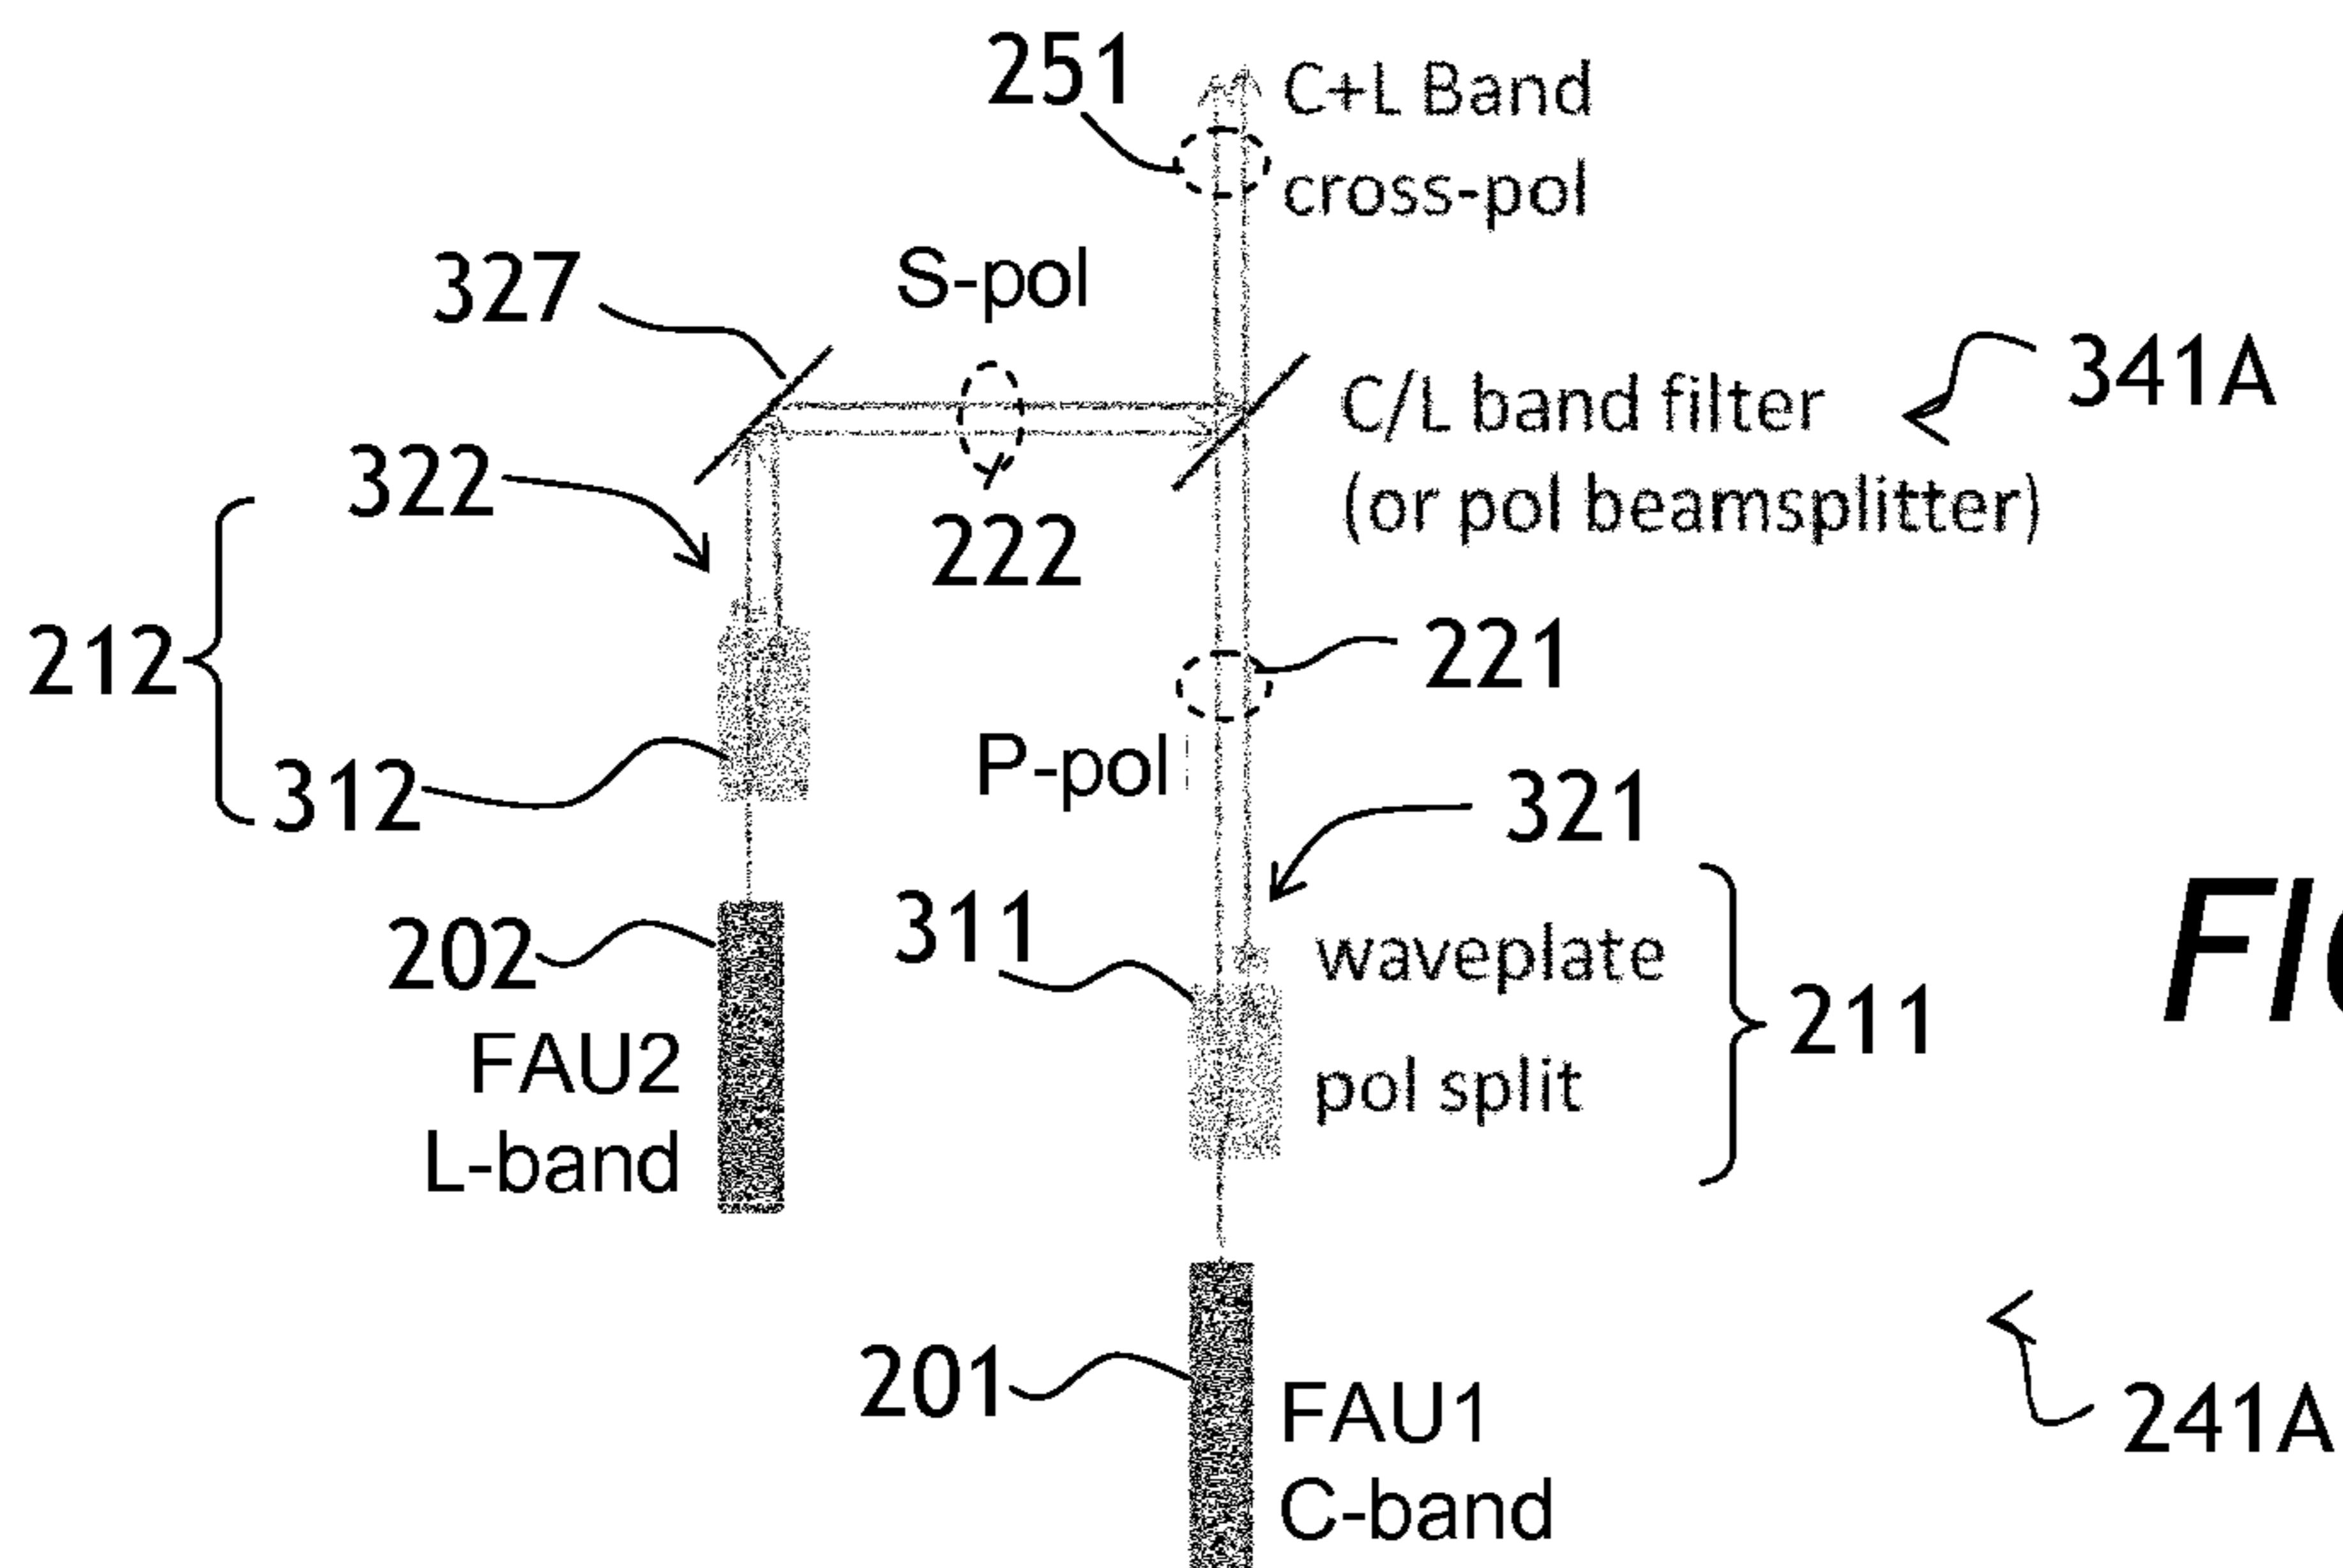 251
C+L Band
cross-pol
327
S-pol
341A
C/L band filter
(or pol beamsplitter)
322
222
212
221
312
P-pol
321
311
waveplate
202
211
pol split
FAU2
L-band
201
FAU1
C-band
241A